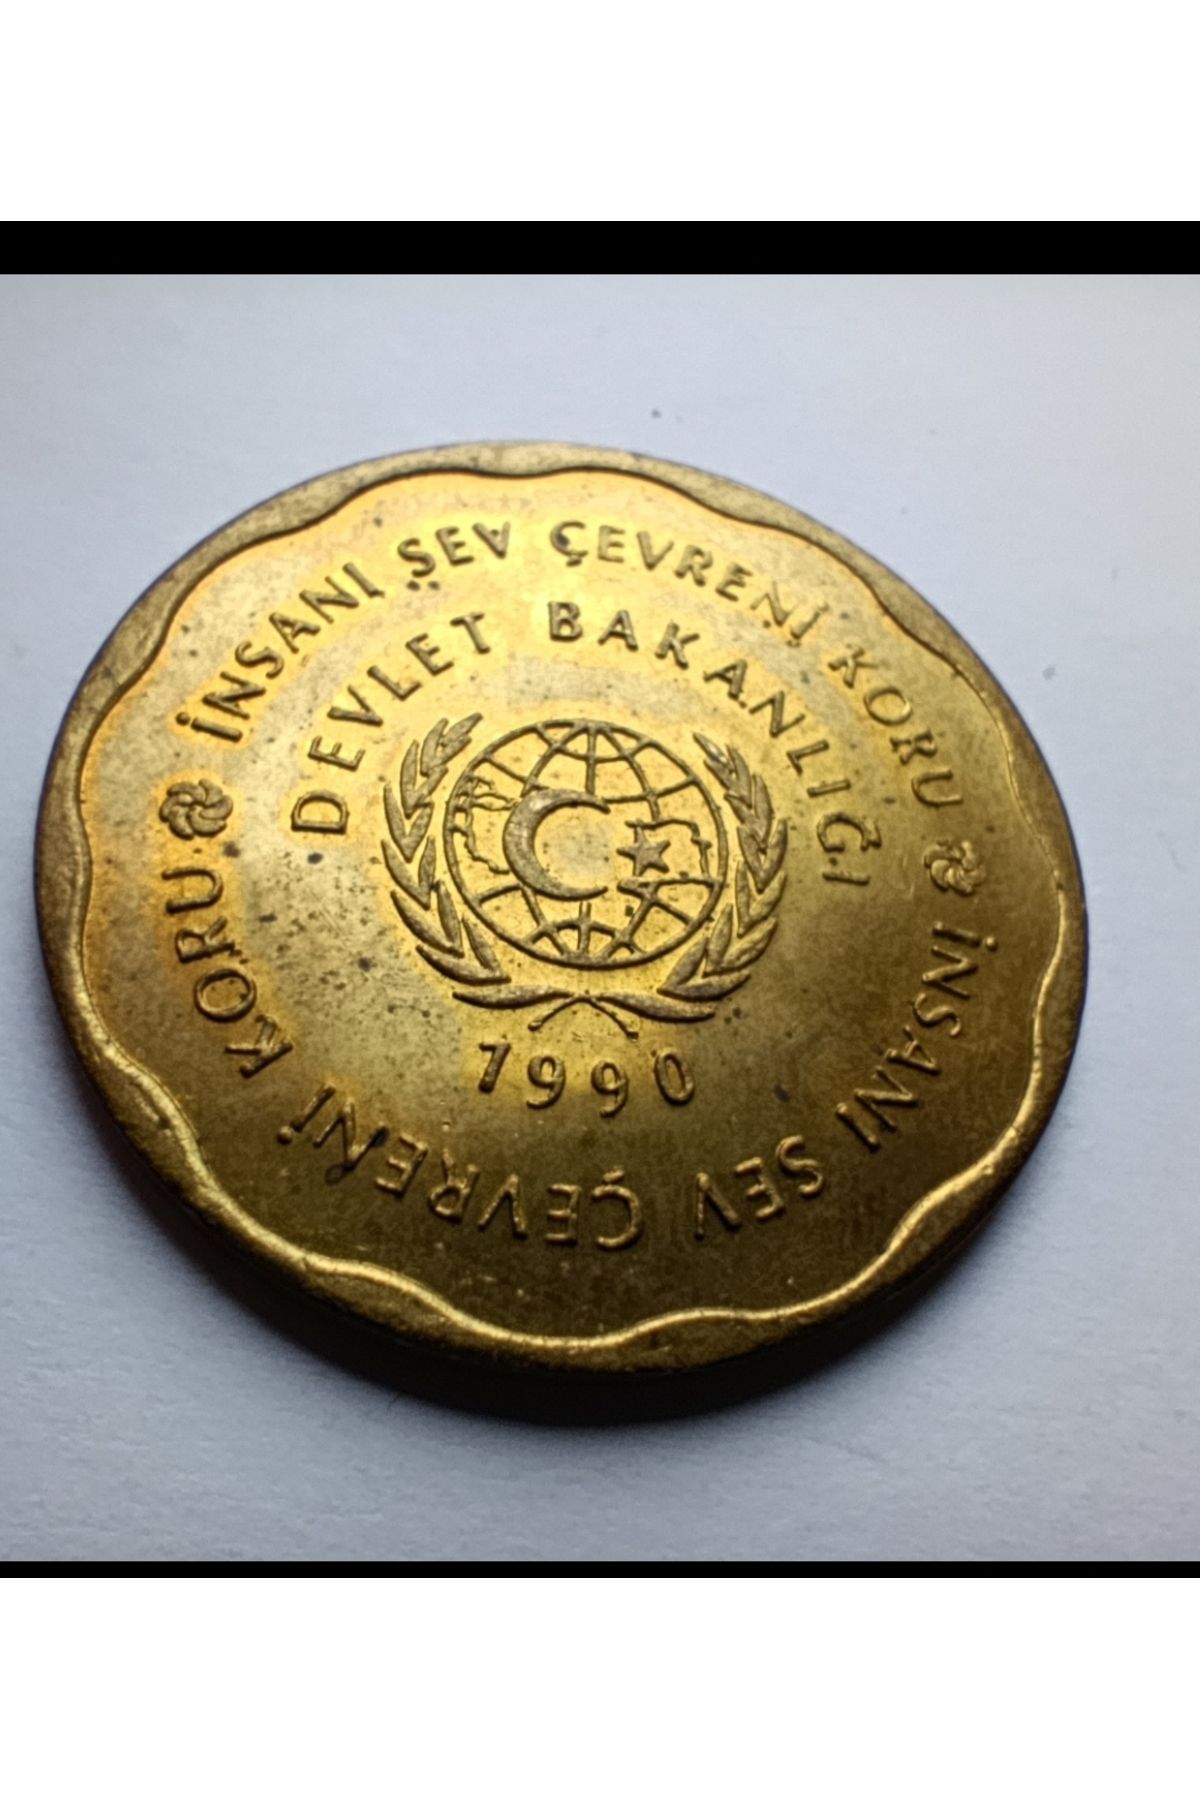 İNSANI SEV ÇEVRENİ KORU
İNSANI SEV ÇEVRENİ KORU
DEVLET BAKANLIĞI
1990